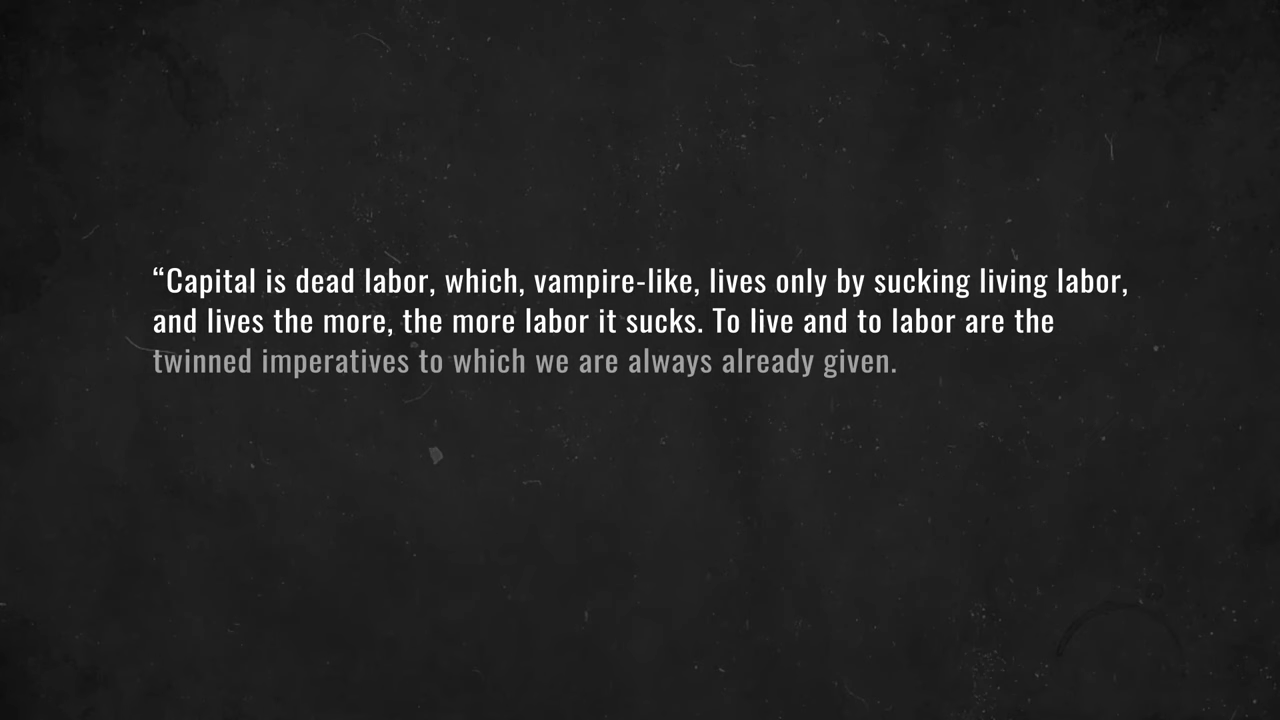 “Capital is dead labor, which, vampire-like, lives only by sucking living labor,
and lives the more, the more labor it sucks. To live and to labor are the
twinned imperatives to which we are always already given.